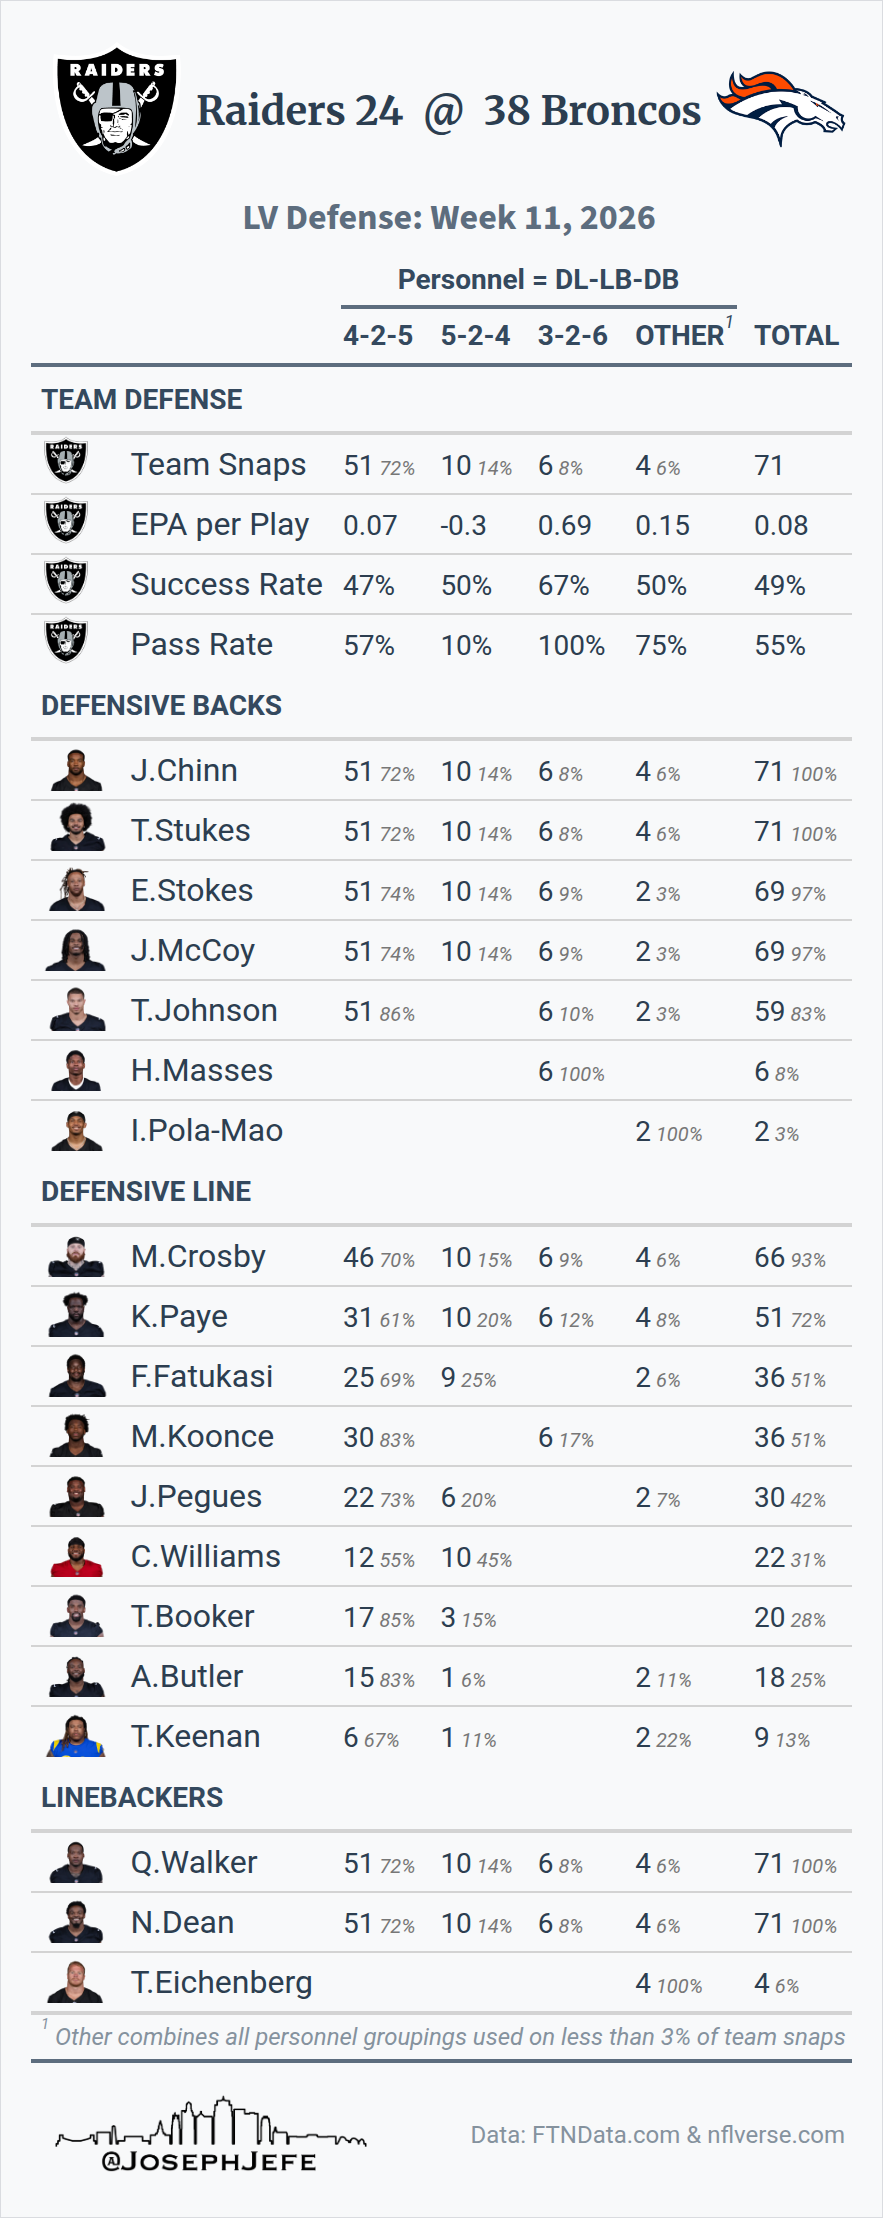 RAIDERS
Raiders 24 @ 38 Broncos
LV Defense: Week 11, 2026
Personnel = DL-LB-DB
4-2-5 5-2-4 3-2-6 OTHER1 TOTAL
TEAM DEFENSE
RAIDERS Team Snaps 51 72% 10 14% 6 8% 4 6% 71
RAIDERS EPA per Play 0.07 -0.3 0.69 0.15 0.08
RAIDERS Success Rate 47% 50% 67% 50% 49%
RAIDERS Pass Rate 57% 10% 100% 75% 55%
DEFENSIVE BACKS
J.Chinn 51 72% 10 14% 6 8% 4 6% 71 100%
T.Stukes 51 72% 10 14% 6 8% 4 6% 71 100%
E.Stokes 51 74% 10 14% 6 9% 2 3% 69 97%
J.McCoy 51 74% 10 14% 6 9% 2 3% 69 97%
T.Johnson 51 86% 6 10% 2 3% 59 83%
H.Masses 6 100% 6 8%
I.Pola-Mao 2 100% 2 3%
DEFENSIVE LINE
M.Crosby 46 70% 10 15% 6 9% 4 6% 66 93%
K.Paye 31 61% 10 20% 6 12% 4 8% 51 72%
F.Fatukasi 25 69% 9 25% 2 6% 36 51%
M.Koonce 30 83% 6 17% 36 51%
J.Pegues 22 73% 6 20% 2 7% 30 42%
C.Williams 12 55% 10 45% 22 31%
T.Booker 17 85% 3 15% 20 28%
A.Butler 15 83% 1 6% 2 11% 18 25%
T.Keenan 6 67% 1 11% 2 22% 9 13%
LINEBACKERS
Q.Walker 51 72% 10 14% 6 8% 4 6% 71 100%
N.Dean 51 72% 10 14% 6 8% 4 6% 71 100%
T.Eichenberg 4 100% 4 6%
1 Other combines all personnel groupings used on less than 3% of team snaps
@JOSEPHJEFE
Data: FTNData.com & nflverse.com